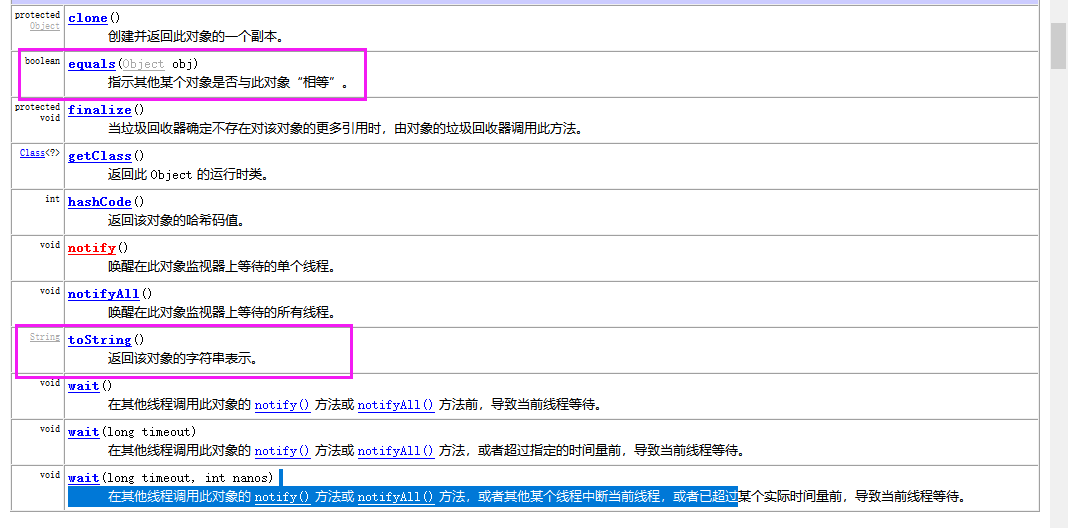 protected
Object
clone()
创建并返回此对象的一个副本。
boolean
equals(Object obj)
指示其他某个对象是否与此对象“相等”。
protected
void
finalize()
当垃圾回收器确定不存在对该对象的更多引用时，由对象的垃圾回收器调用此方法。
Class<?>
getClass()
返回此 Object 的运行时类。
int
hashCode()
返回该对象的哈希码值。
void
notify()
唤醒在此对象监视器上等待的单个线程。
void
notifyAll()
唤醒在此对象监视器上等待的所有线程。
String
toString()
返回该对象的字符串表示。
void
wait()
在其他线程调用此对象的 notify() 方法或 notifyAll() 方法前，导致当前线程等待。
void
wait(long timeout)
在其他线程调用此对象的 notify() 方法或 notifyAll() 方法，或者超过指定的时间量前，导致当前线程等待。
void
wait(long timeout, int nanos)
在其他线程调用此对象的 notify() 方法或 notifyAll() 方法，或者其他某个线程中断当前线程，或者已超过某个实际时间量前，导致当前线程等待。